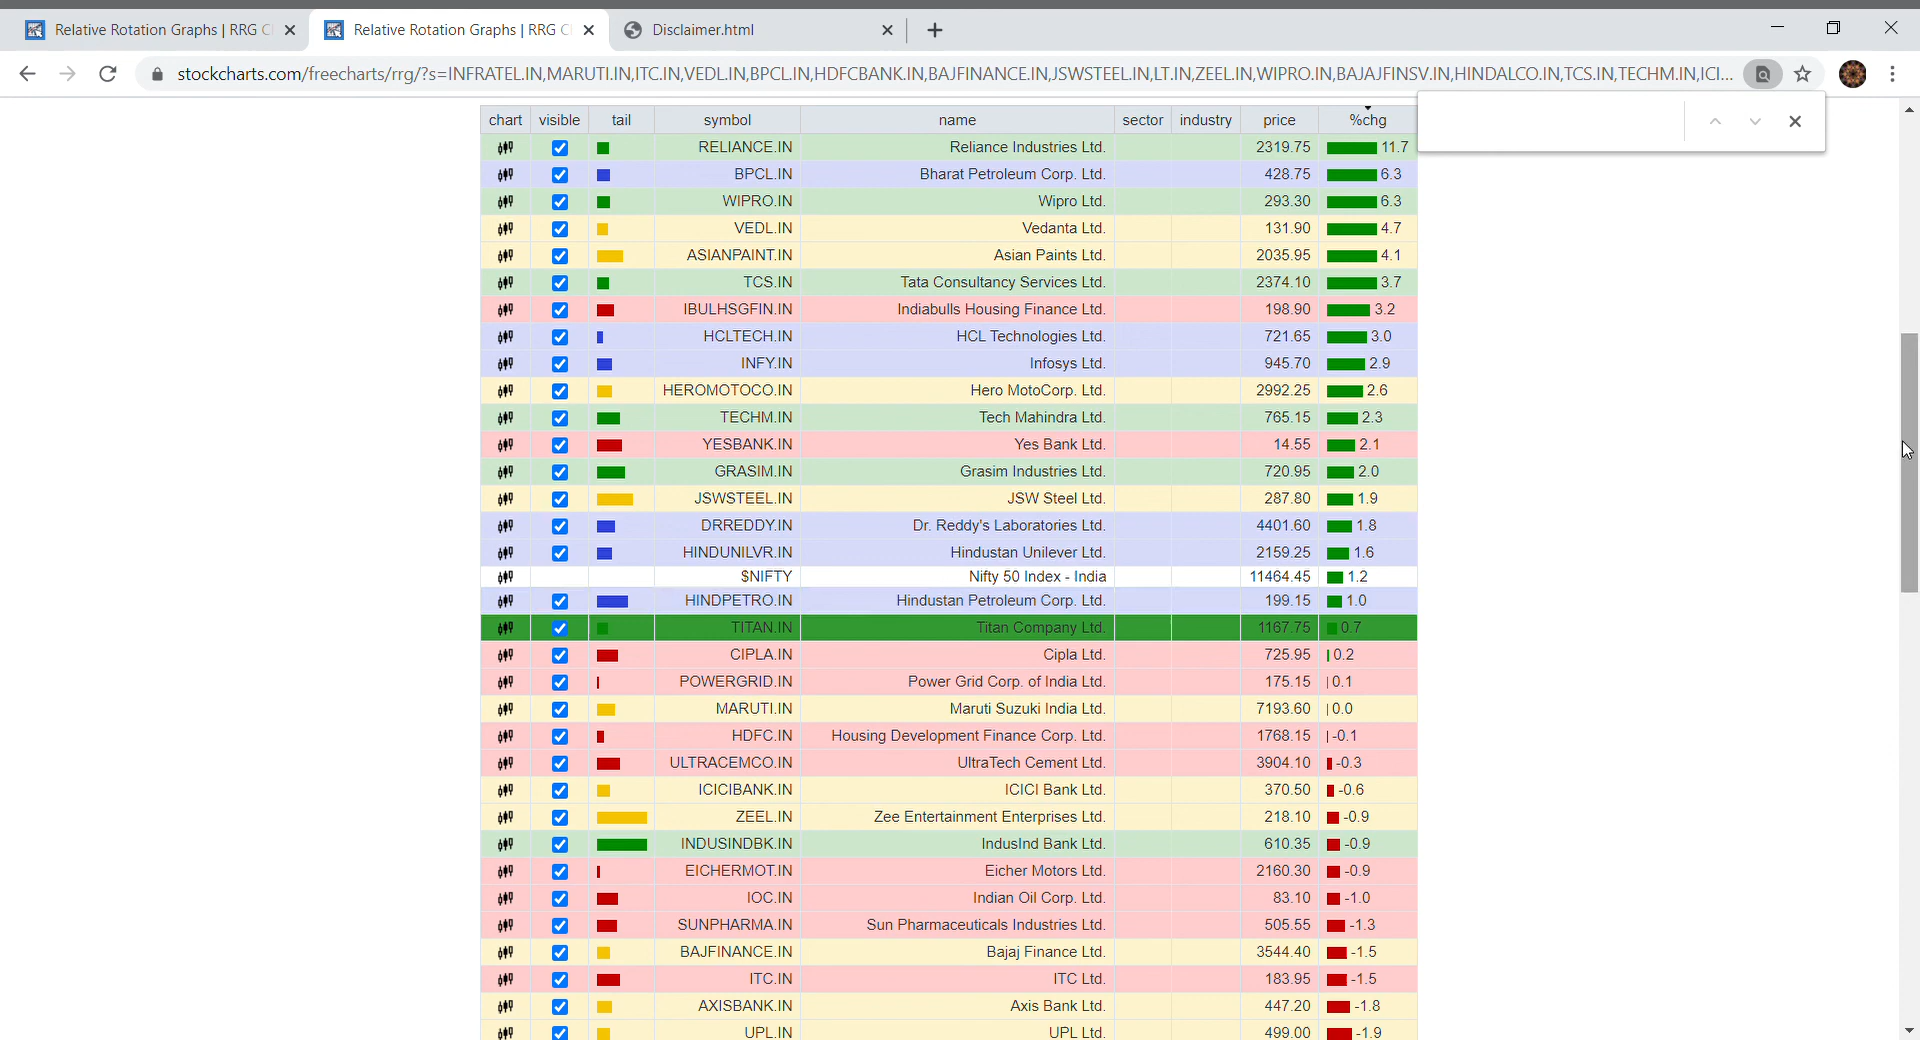 Relative Rotation Graphs | RRG C
Relative Rotation Graphs | RRG C
Disclaimer.html
stockcharts.com/freecharts/rrg/?s=INFRATEL.IN,MARUTI.IN,ITC.IN,VEDL.IN,BPCL.IN,HDFCBANK.IN,BAJFINANCE.IN,JSWSTEEL.IN,LT.IN,ZEEL.IN,WIPRO.IN,BAJAJFINSV.IN,HINDALCO.IN,TCS.IN,TECHM.IN,ICI...
chart visible tail symbol name sector industry price %chg
RELIANCE.IN Reliance Industries Ltd. 2319.75 11.7
BPCL.IN Bharat Petroleum Corp. Ltd. 428.75 6.3
WIPRO.IN Wipro Ltd. 293.30 6.3
VEDL.IN Vedanta Ltd. 131.90 4.7
ASIANPAINT.IN Asian Paints Ltd. 2035.95 4.1
TCS.IN Tata Consultancy Services Ltd. 2374.10 3.7
IBULHSGFIN.IN Indiabulls Housing Finance Ltd. 198.90 3.2
HCLTECH.IN HCL Technologies Ltd. 721.65 3.0
INFY.IN Infosys Ltd. 945.70 2.9
HEROMOTOCO.IN Hero MotoCorp. Ltd. 2992.25 2.6
TECHM.IN Tech Mahindra Ltd. 765.15 2.3
YESBANK.IN Yes Bank Ltd. 14.55 2.1
GRASIM.IN Grasim Industries Ltd. 720.95 2.0
JSWSTEEL.IN JSW Steel Ltd. 287.80 1.9
DRREDDY.IN Dr. Reddy's Laboratories Ltd. 4401.60 1.8
HINDUNILVR.IN Hindustan Unilever Ltd. 2159.25 1.6
$NIFTY Nifty 50 Index - India 11464.45 1.2
HINDPETRO.IN Hindustan Petroleum Corp. Ltd. 199.15 1.0
TITAN.IN Titan Company Ltd. 1167.75 0.7
CIPLA.IN Cipla Ltd. 725.95 0.2
POWERGRID.IN Power Grid Corp. of India Ltd. 175.15 0.1
MARUTI.IN Maruti Suzuki India Ltd. 7193.60 0.0
HDFC.IN Housing Development Finance Corp. Ltd. 1768.15 -0.1
ULTRACEMCO.IN UltraTech Cement Ltd. 3904.10 -0.3
ICICIBANK.IN ICICI Bank Ltd. 370.50 -0.6
ZEEL.IN Zee Entertainment Enterprises Ltd. 218.10 -0.9
INDUSINDBK.IN IndusInd Bank Ltd. 610.35 -0.9
EICHERMOT.IN Eicher Motors Ltd. 2160.30 -0.9
IOC.IN Indian Oil Corp. Ltd. 83.10 -1.0
SUNPHARMA.IN Sun Pharmaceuticals Industries Ltd. 505.55 -1.3
BAJFINANCE.IN Bajaj Finance Ltd. 3544.40 -1.5
ITC.IN ITC Ltd. 183.95 -1.5
AXISBANK.IN Axis Bank Ltd. 447.20 -1.8
UPL.IN UPL Ltd. 499.00 -1.9